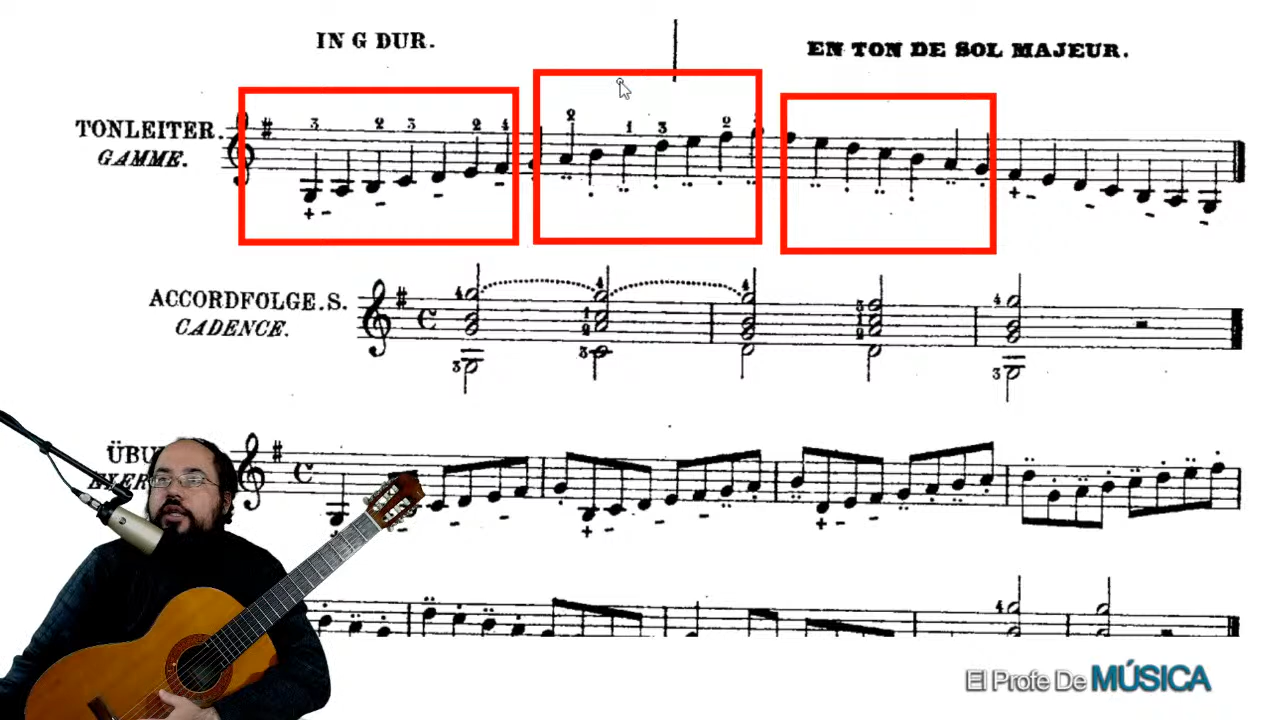 IN G DUR.
EN TON DE SOL MAJEUR.
TONLEITER.
GAMME.
ACCORDFOLGE.S.
CADENCE.
El Profe De MÚSICA